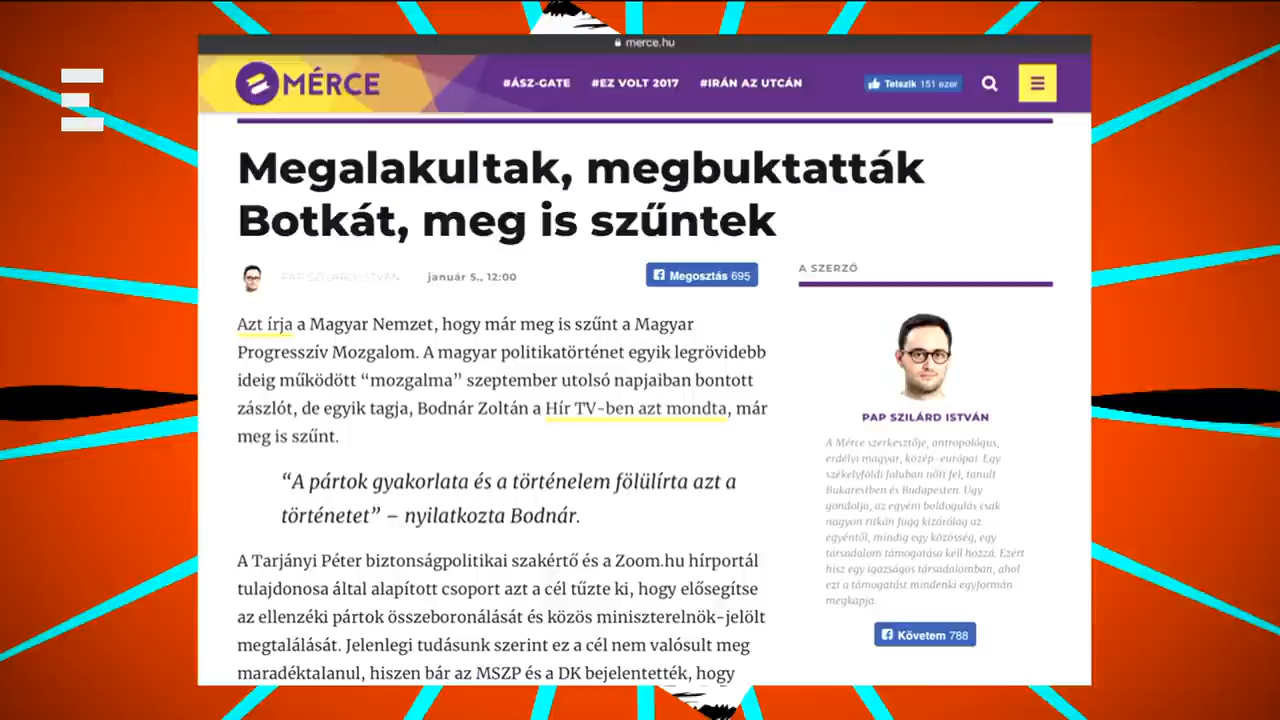 merce.hu
MÉRCE
#ÁSZ-GATE #EZ VOLT 2017 #IRÁN AZ UTCÁN
Tetszik 151 ezer
Megalakultak, megbuktatták
Botkát, meg is szűntek
PAP SZILÁRD ISTVÁN január 5., 12:00
Megosztás 695
Azt írja a Magyar Nemzet, hogy már meg is szűnt a Magyar
Progresszív Mozgalom. A magyar politikatörténet egyik legrövidebb
ideig működött “mozgalma” szeptember utolsó napjaiban bontott
zászlót, de egyik tagja, Bodnár Zoltán a Hír TV-ben azt mondta, már
meg is szűnt.
“A pártok gyakorlata és a történelem fölülírta azt a
történetet” – nyilatkozta Bodnár.
A Tarjányi Péter biztonságpolitikai szakértő és a Zoom.hu hírportál
tulajdonosa által alapított csoport azt a cél tűzte ki, hogy elősegítse
az ellenzéki pártok összeboronálását és közös miniszterelnök-jelölt
megtalálását. Jelenlegi tudásunk szerint ez a cél nem valósult meg
maradéktalanul, hiszen bár az MSZP és a DK bejelentették, hogy
A SZERZŐ
PAP SZILÁRD ISTVÁN
A Mérce szerkesztője, antropológus,
erdélyi magyar, közép-európai. Egy
székelyföldi faluban nőtt fel, tanult
Bukarestben és Budapesten. Úgy
gondolja, az egyéni boldogulás csak
nagyon ritkán függ kizárólag az
egyéntől, mindig egy közösség, egy
társadalom támogatása kell hozzá. Ezért
hisz egy igazságos társadalomban, ahol
ezt a támogatást mindenki egyformán
megkapja.
Követem 788